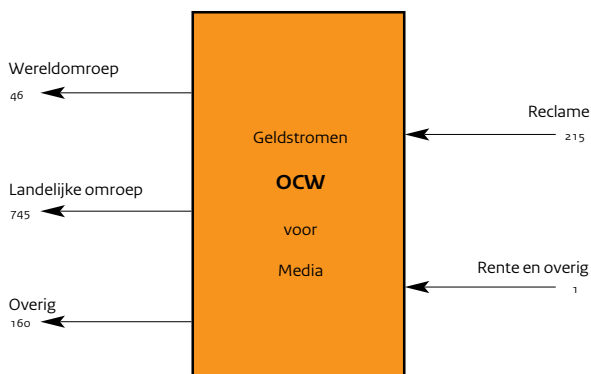 Wereldomroep
46
Landelijke omroep
745
Overig
160
Geldstromen
OCW
voor
Media
Reclame
215
Rente en overig
1